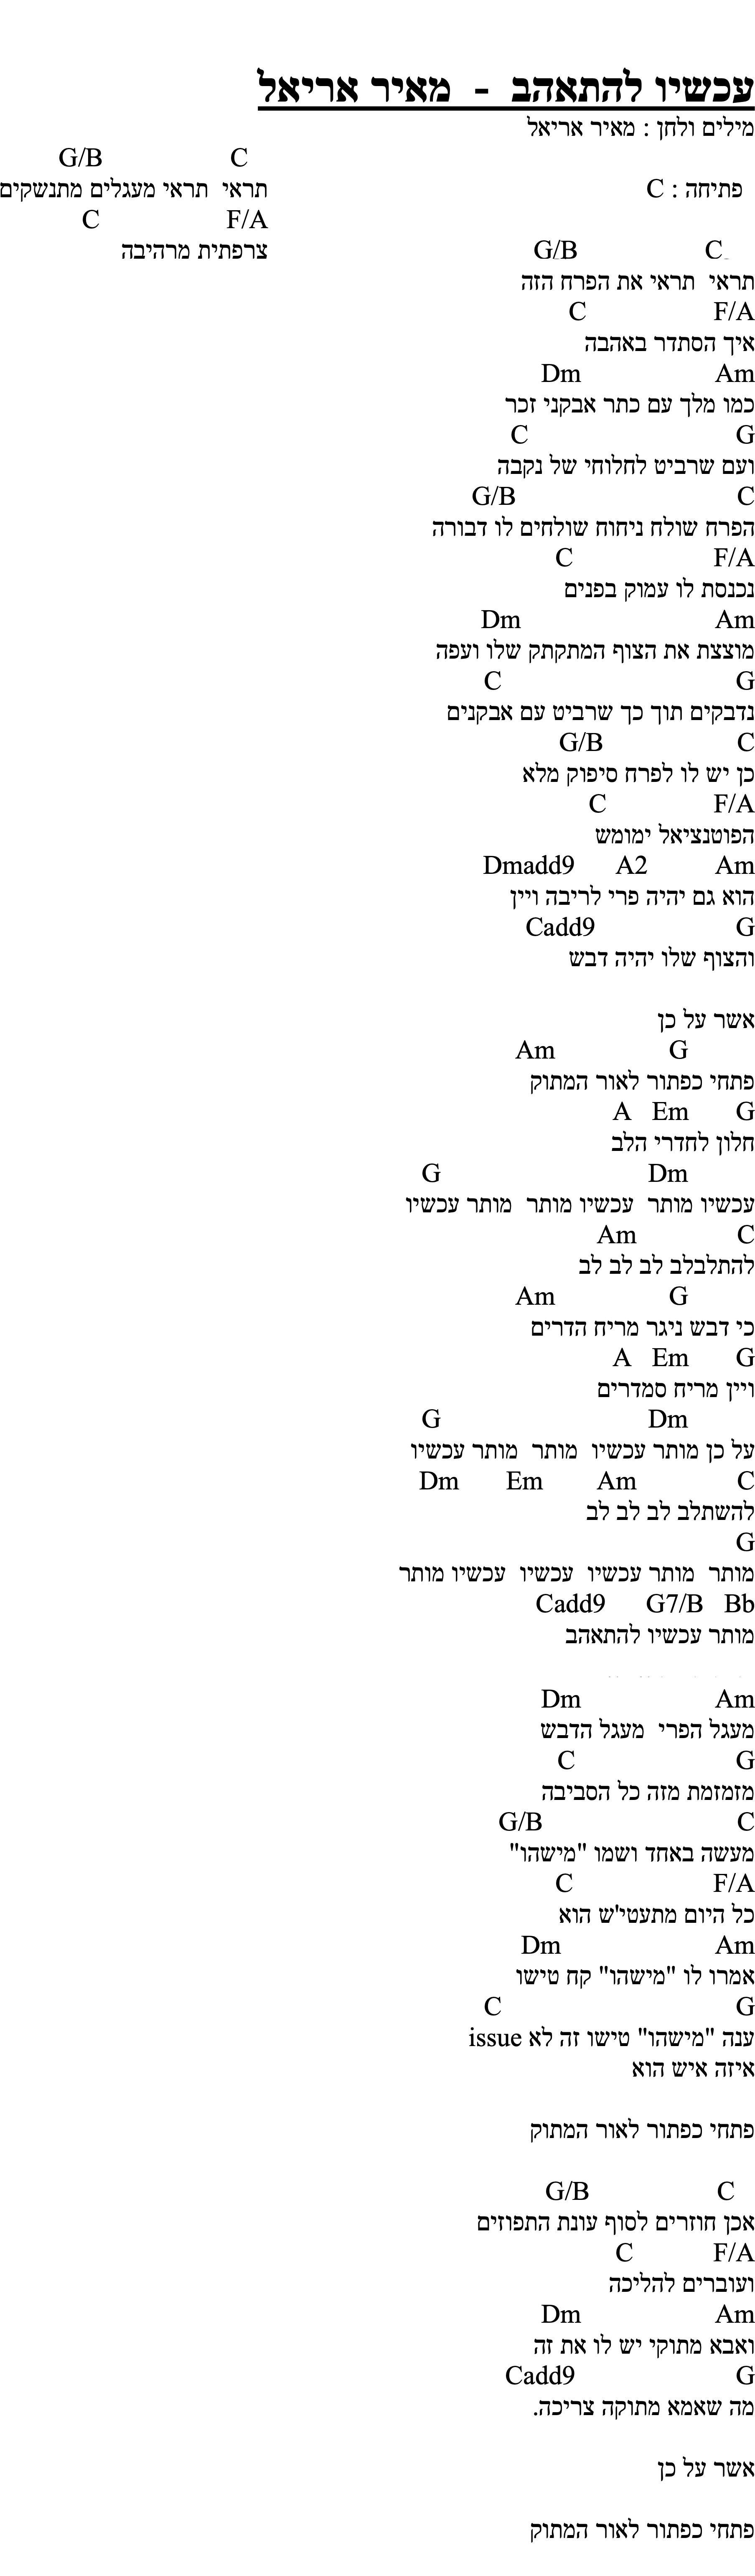 עכשיו להתאהב - מאיר אריאל
מילים ולחן : מאיר אריאל
פתיחה : C
C G/B
תראי תראי את הפרח הזה
F/A C
איך הסתדר באהבה
Am Dm
כמו מלך עם כתר אבקני זכר
G C
ועם שרביט לחלוחי של נקבה
C G/B
הפרח שולח ניחוח שולחים לו דבורה
F/A C
נכנסת לו עמוק בפנים
Am Dm
מוצצת את הצוף המתקתק שלו ועפה
G C
נדבקים תוך כך שרביט עם אבקנים
C G/B
כן יש לו לפרח סיפוק מלא
F/A C
הפוטנציאל ימומש
Am A2 Dmadd9
הוא גם יהיה פרי לריבה ויין
G Cadd9
והצוף שלו יהיה דבש
אשר על כן
G Am
פתחי כפתור לאור המתוק
G Em A
חלון לחדרי הלב
Dm G
עכשיו מותר עכשיו מותר מותר עכשיו
C Am
להתלבלב לב לב לב
G Am
כי דבש ניגר מריח הדרים
G Em A
ויין מריח סמדרים
Dm G
על כן מותר עכשיו מותר מותר עכשיו
C Am Em Dm
להשתלב לב לב לב
G
מותר מותר עכשיו עכשיו עכשיו מותר
Bb G7/B Cadd9
מותר עכשיו להתאהב
Am Dm
מעגל הפרי מעגל הדבש
G C
מזמזמת מזה כל הסביבה
C G/B
מעשה באחד ושמו "מישהו"
F/A C
כל היום מתעטי'ש הוא
Am Dm
אמרו לו "מישהו" קח טישו
G C
ענה "מישהו" טישו זה לא issue
איזה איש הוא
פתחי כפתור לאור המתוק
C G/B
אכן חוזרים לסוף עונת התפוזים
F/A C
ועוברים להליכה
Am Dm
ואבא מתוקי יש לו את זה
G Cadd9
מה שאמא מתוקה צריכה.
אשר על כן
פתחי כפתור לאור המתוק
C G/B
תראי תראי מעגלים מתנשקים
F/A C
צרפתית מרהיבה